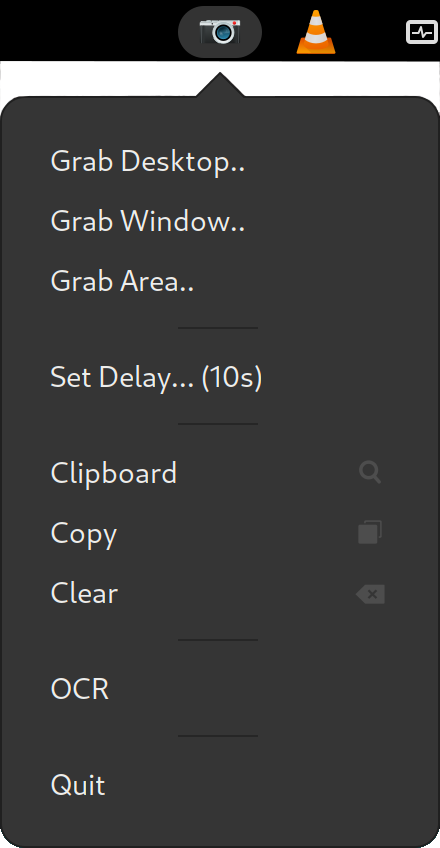 Grab Desktop..
Grab Window..
Grab Area..
Set Delay... (10s)
Clipboard
Copy
Clear
OCR
Quit